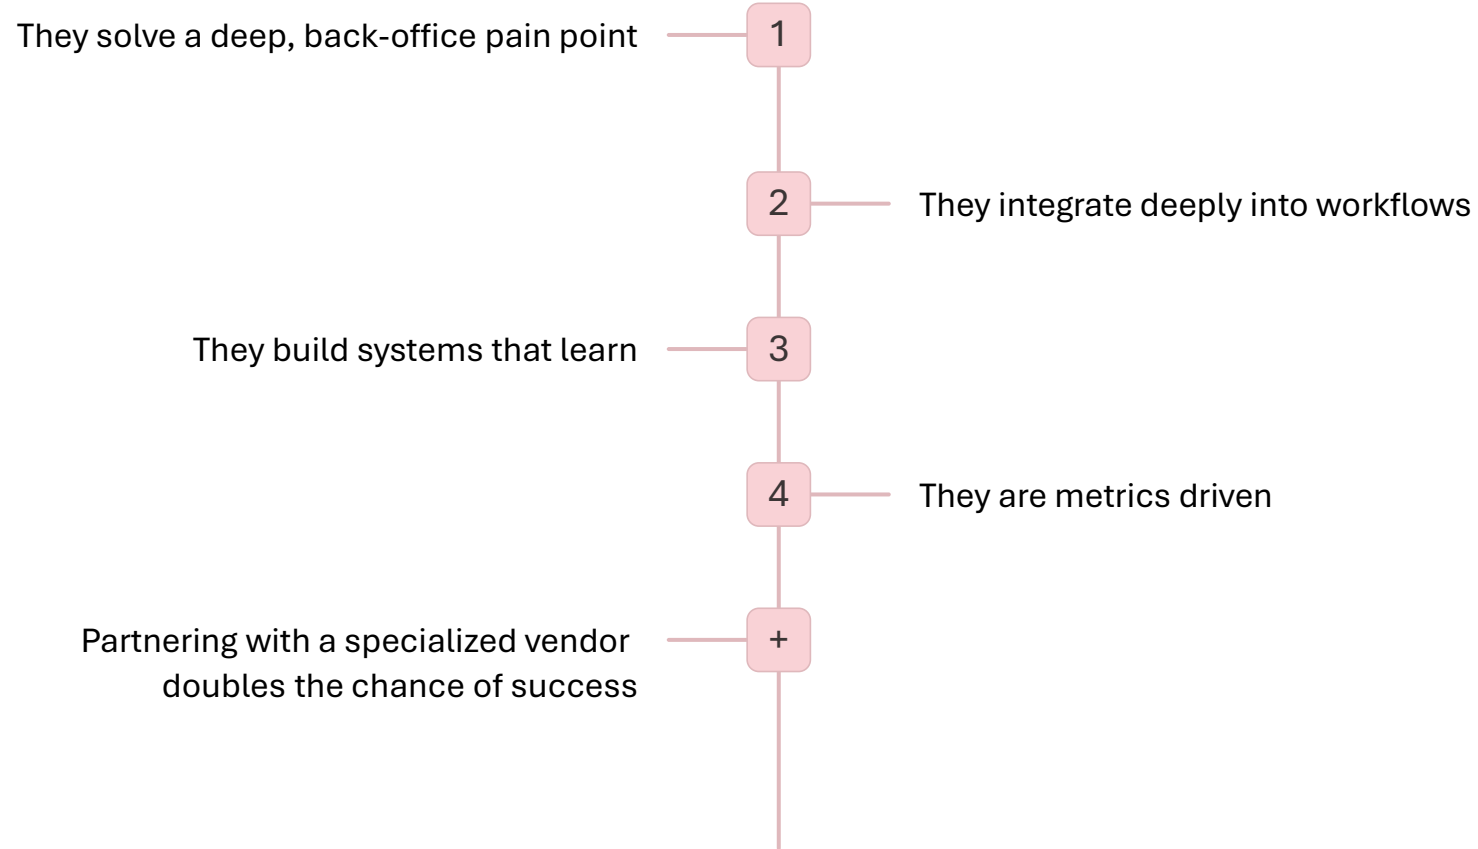 They solve a deep, back-office pain point
1
2
They integrate deeply into workflows
They build systems that learn
3
4
They are metrics driven
Partnering with a specialized vendor
+
doubles the chance of success